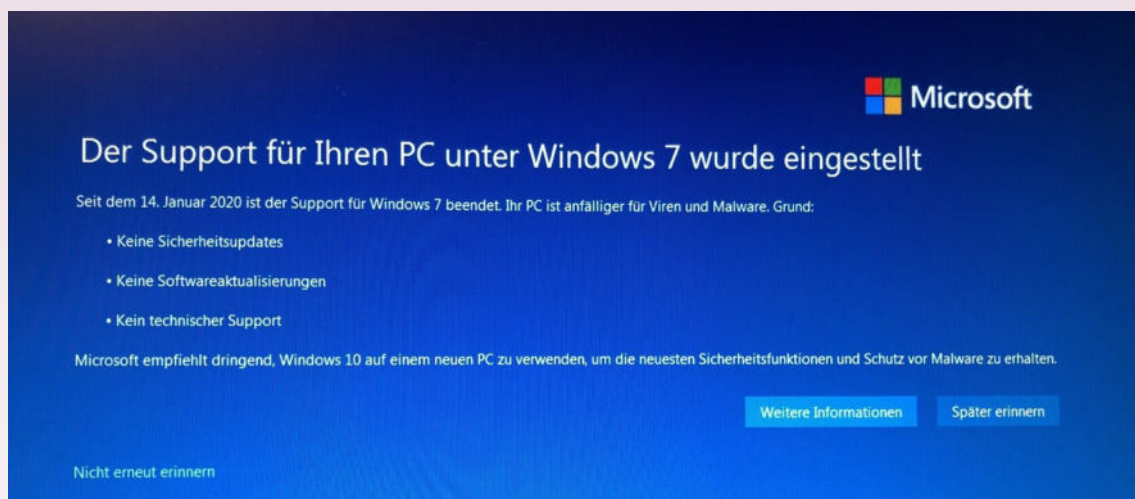 Microsoft
Der Support für Ihren PC unter Windows 7 wurde eingestellt
Seit dem 14. Januar 2020 ist der Support für Windows 7 beendet. Ihr PC ist anfälliger für Viren und Malware. Grund:
• Keine Sicherheitsupdates
• Keine Softwareaktualisierungen
• Kein technischer Support
Microsoft empfiehlt dringend, Windows 10 auf einem neuen PC zu verwenden, um die neuesten Sicherheitsfunktionen und Schutz vor Malware zu erhalten.
Weitere Informationen
Später erinnern
Nicht erneut erinnern